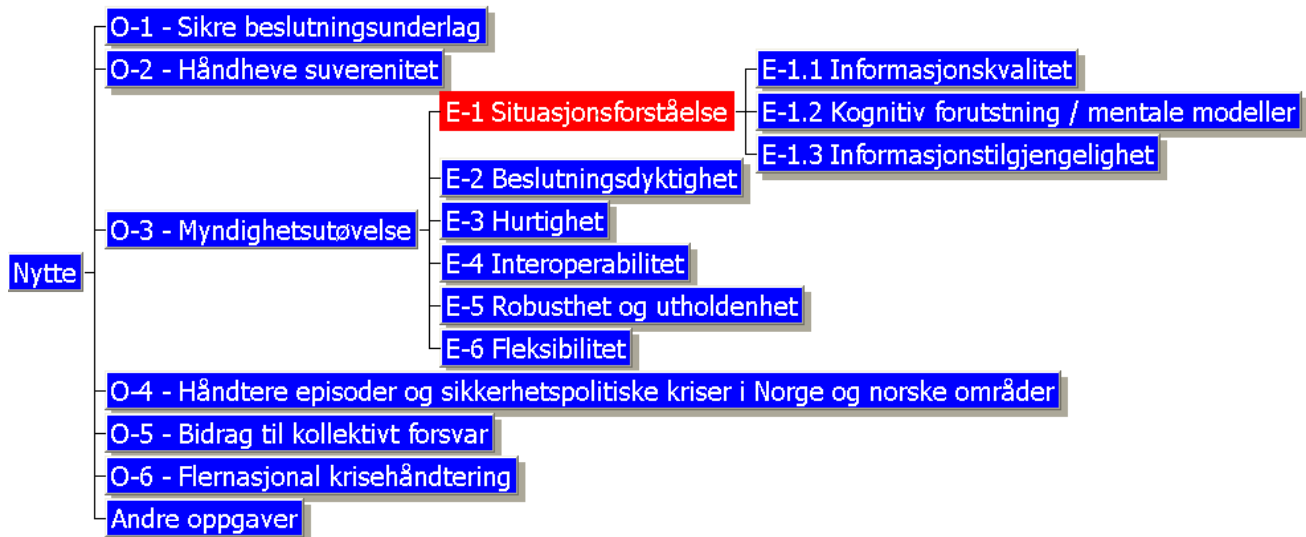 O-1 - Sikre beslutningsunderlag
O-2 - Håndheve suverenitet
E-1 Situasjonsforståelse
E-1.1 Informasjonskvalitet
E-1.2 Kognitiv forutstning / mentale modeller
E-1.3 Informasjonstilgjengelighet
E-2 Beslutningsdyktighet
E-3 Hurtighet
O-3 - Myndighetsutøvelse
E-4 Interoperabilitet
Nytte
E-5 Robusthet og utholdenhet
E-6 Fleksibilitet
O-4 - Håndtere episoder og sikkerhetspolitiske kriser i Norge og norske områder
O-5 - Bidrag til kollektivt forsvar
O-6 - Flernasjonal krisehåndtering
Andre oppgaver